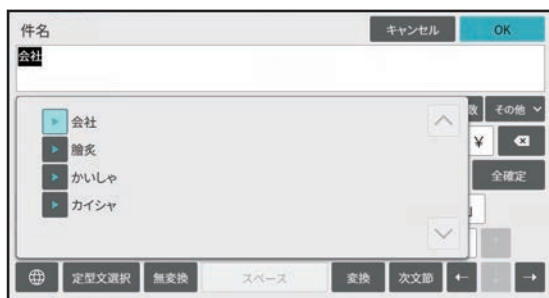 件名 キャンセル OK
会社
会社
膾炙
かいしゃ
カイシャ
数 その他
¥
全確定
定型文選択 無変換 スペース 変換 次文節 ← ↓ →